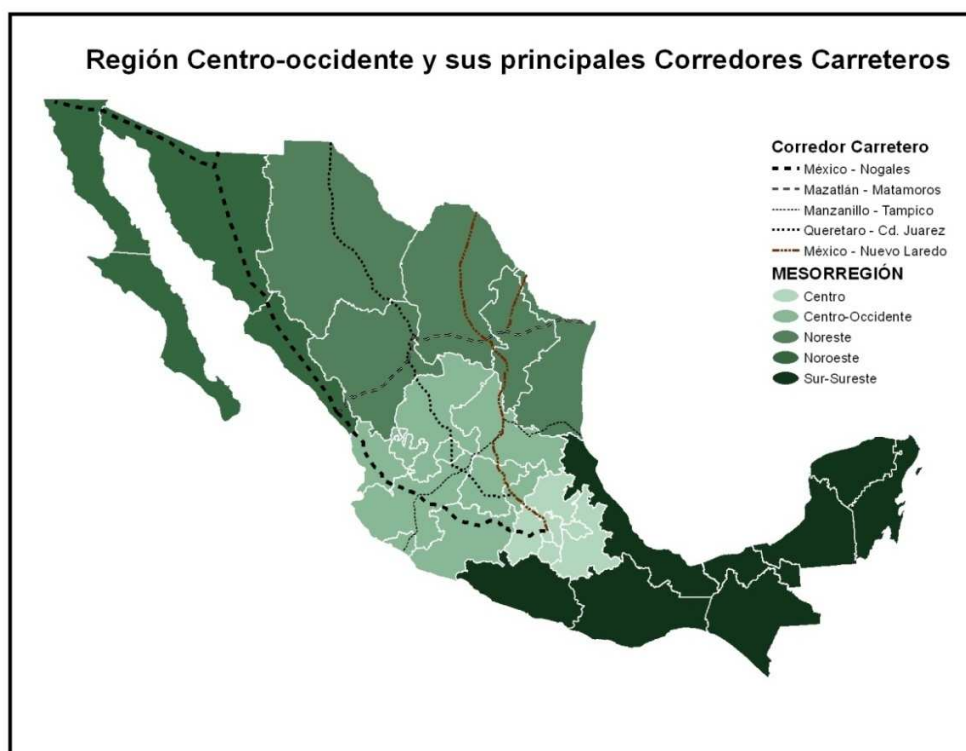 Región Centro-occidente y sus principales Corredores Carreteros
Corredor Carretero
México - Nogales
Mazatlán - Matamoros
Manzanillo - Tampico
Queretaro - Cd. Juarez
México - Nuevo Laredo
MESORREGIÓN
Centro
Centro-Occidente
Noreste
Noroeste
Sur-Sureste